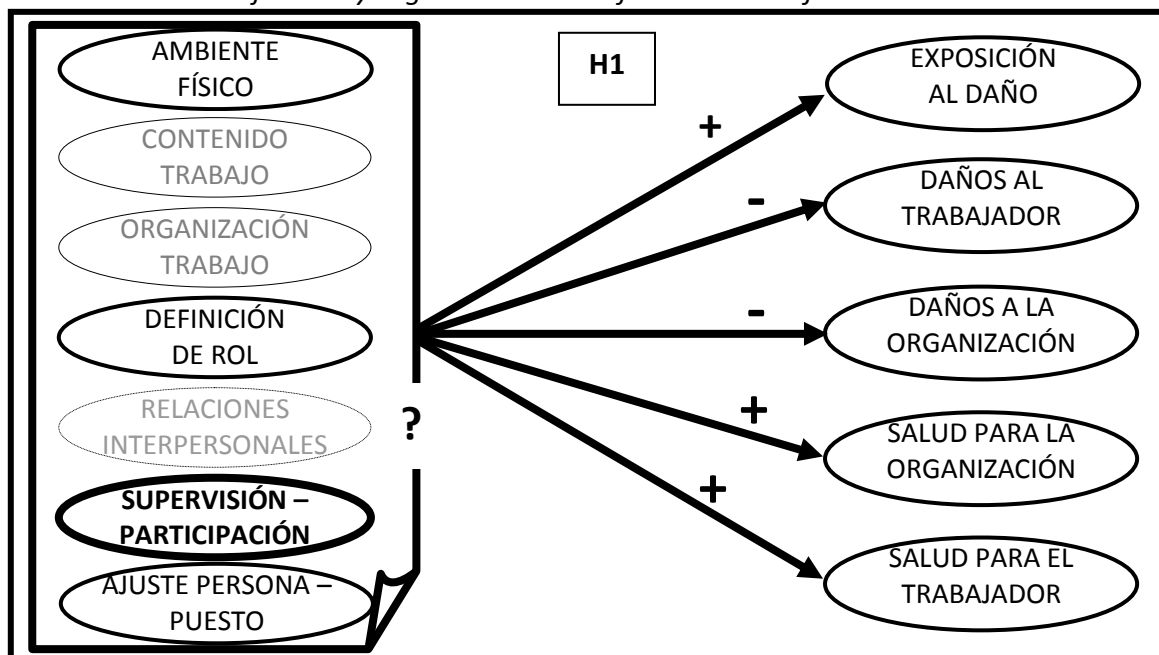 AMBIENTE
FÍSICO
CONTENIDO
TRABAJO
ORGANIZACIÓN
TRABAJO
DEFINICIÓN
DE ROL
RELACIONES
INTERPERSONALES
SUPERVISIÓN –
PARTICIPACIÓN
AJUSTE PERSONA –
PUESTO
?
H1
+
-
-
+
+
EXPOSICIÓN
AL DAÑO
DAÑOS AL
TRABAJADOR
DAÑOS A LA
ORGANIZACIÓN
SALUD PARA LA
ORGANIZACIÓN
SALUD PARA EL
TRABAJADOR